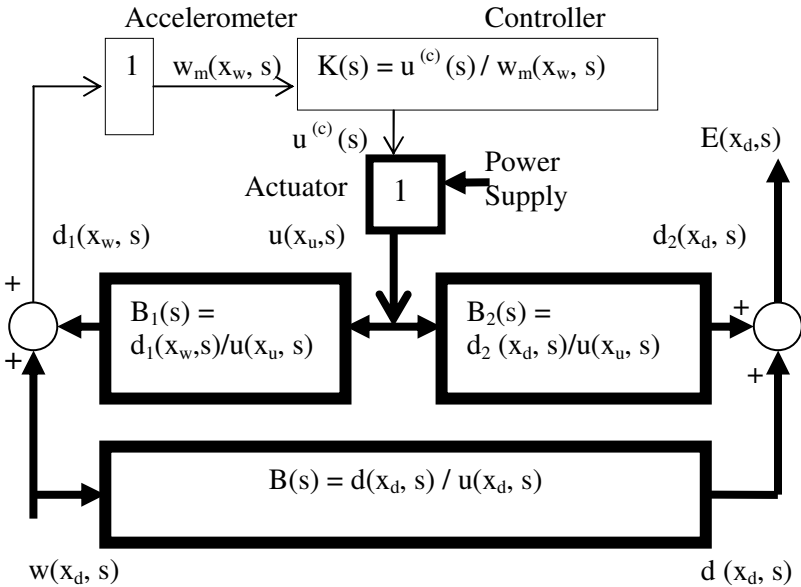 Accelerometer
Controller
1
w_m(x_w, s)
K(s) = u^(c)(s) / w_m(x_w, s)
u^(c)(s)
E(x_d,s)
Actuator
1
Power
Supply
d_1(x_w, s)
u(x_u,s)
d_2(x_d, s)
+
+
B_1(s) =
d_1(x_w,s)/u(x_u, s)
B_2(s) =
d_2 (x_d, s)/u(x_u, s)
+
+
B(s) = d(x_d, s) / u(x_d, s)
w(x_d, s)
d (x_d, s)